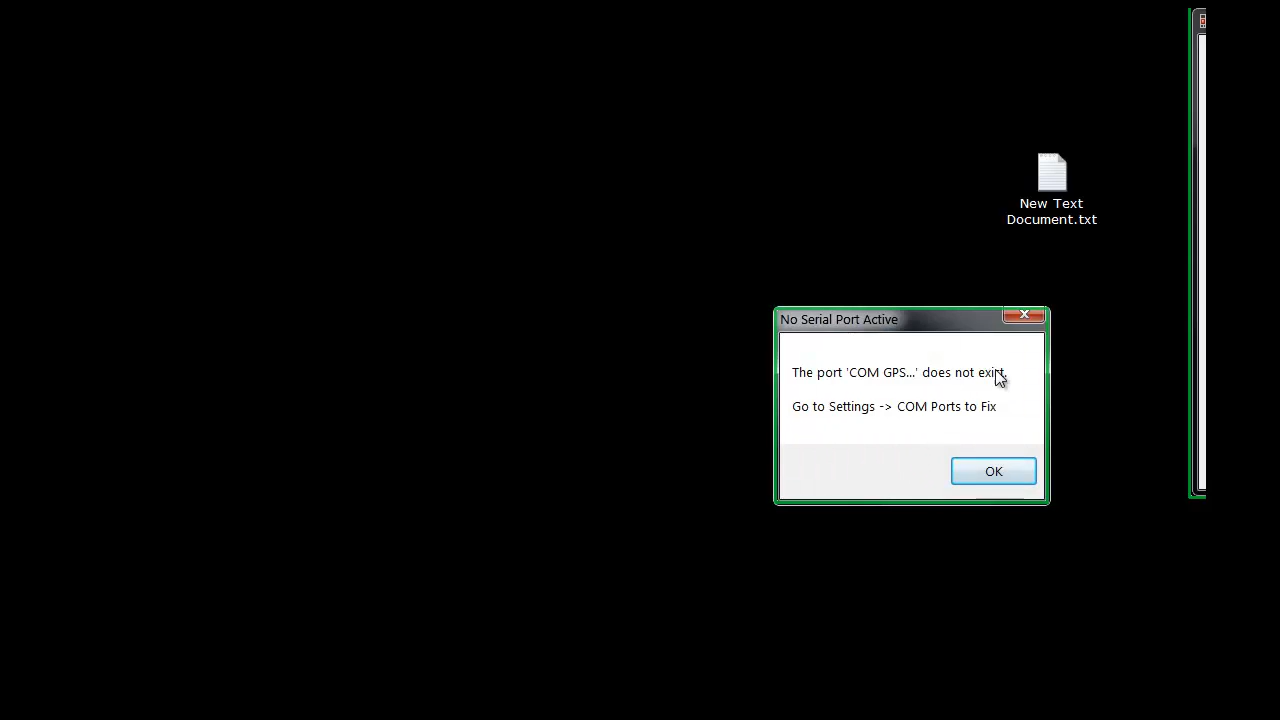 New Text
Document.txt
No Serial Port Active
The port 'COM GPS...' does not exist.
Go to Settings -> COM Ports to Fix
OK